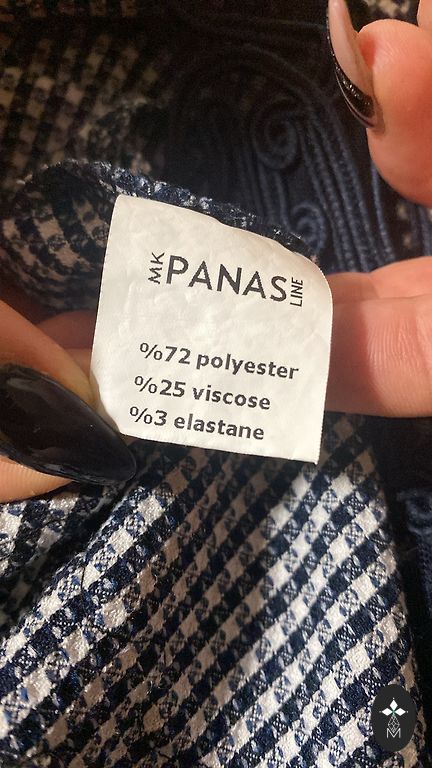 MK PANAS LINE
%72 polyester
%25 viscose
%3 elastane
M